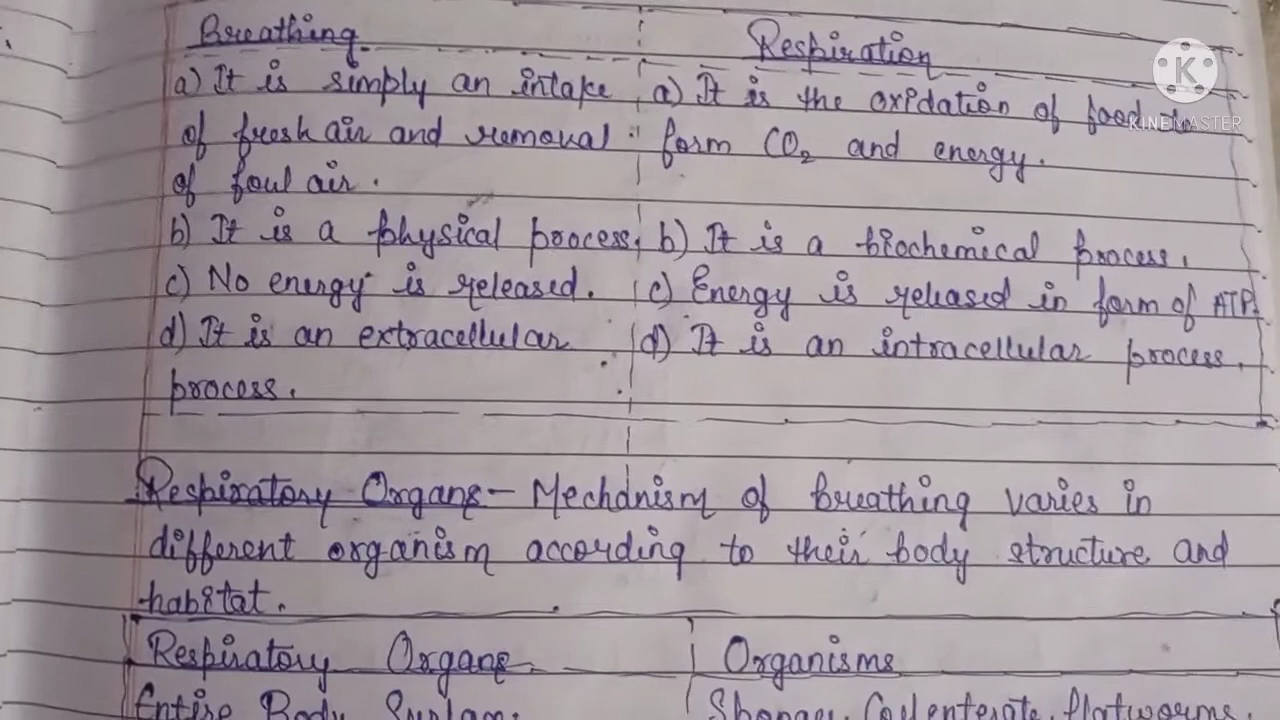 Breathing
Respiration
a) It is simply an intake
of fresh air and removal
of foul air.
b) It is a physical process.
c) No energy is released.
d) It is an extracellular
process.
a) It is the oxidation of food
form CO₂ and energy.
b) It is a biochemical process.
c) Energy is released in form of ATP
d) It is an intracellular process.
Respiratory Organs - Mechanism of breathing varies in
different organism according to their body structure and
habitat.
Respiratory Organs
Organisms
Entire Body
flatworms.
K
KINEMASTER